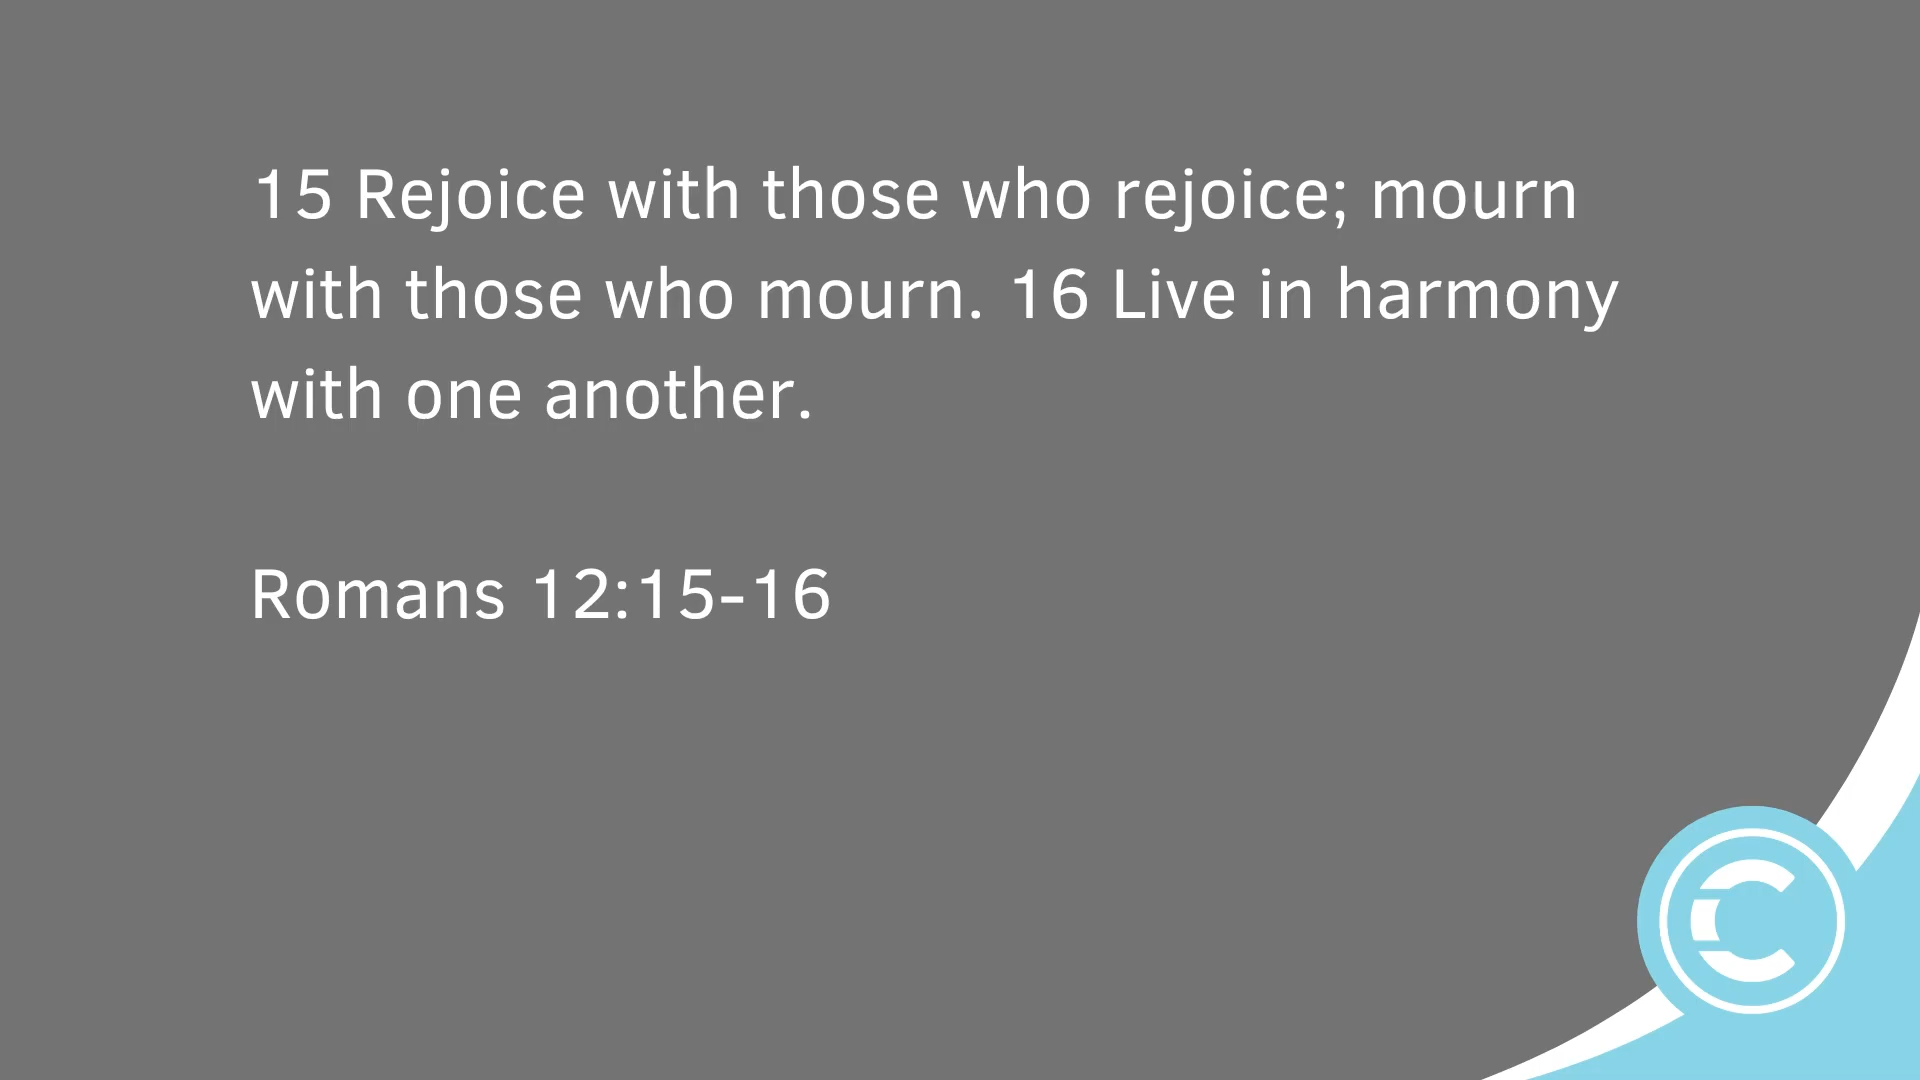 15 Rejoice with those who rejoice; mourn
with those who mourn. 16 Live in harmony
with one another.
Romans 12:15-16
C